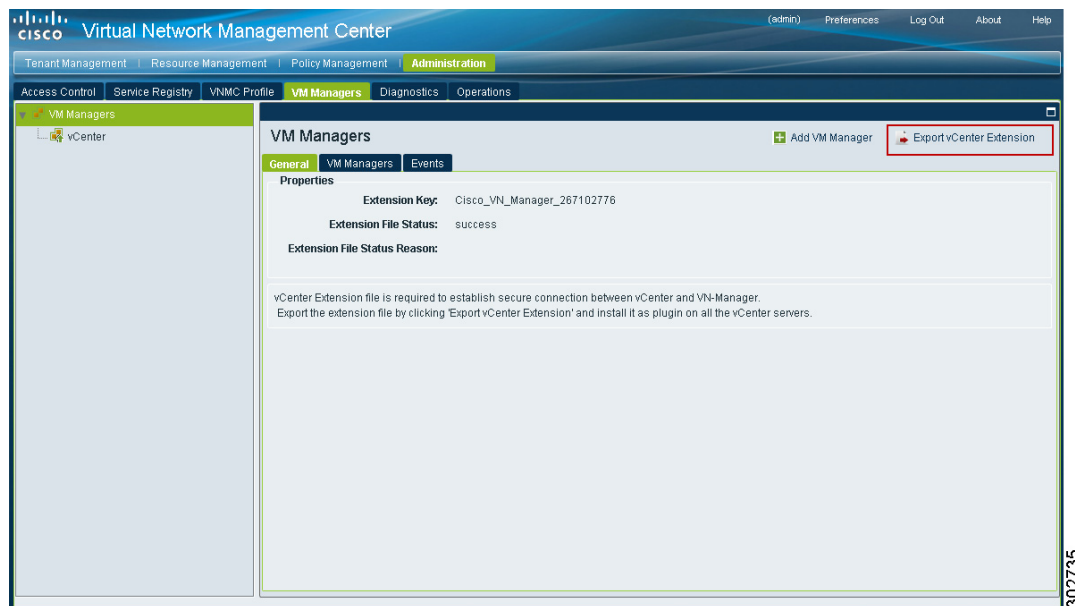 CISCO Virtual Network Management Center
(admin) Preferences Log Out About Help
Tenant Management | Resource Management | Policy Management | Administration
Access Control Service Registry VNMC Profile VM Managers Diagnostics Operations
VM Managers
vCenter
VM Managers
Add VM Manager Export vCenter Extension
General VM Managers Events
Properties
Extension Key: Cisco_VN_Manager_267102776
Extension File Status: success
Extension File Status Reason:
vCenter Extension file is required to establish secure connection between vCenter and VN-Manager.
Export the extension file by clicking 'Export vCenter Extension' and install it as plugin on all the vCenter servers.
302735